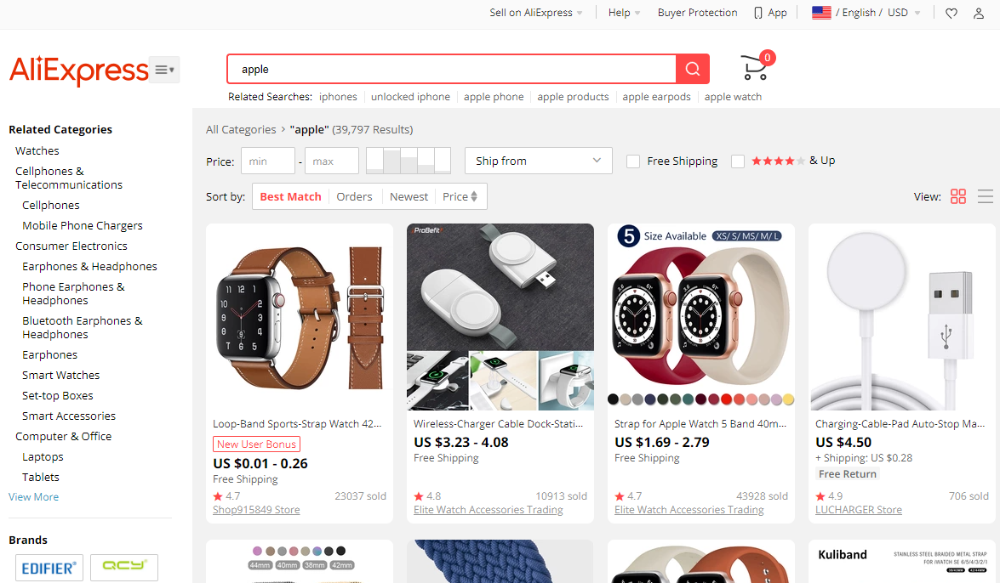 Sell on AliExpress
Help
Buyer Protection
App
/ English / USD
AliExpress
apple
0
Related Searches: iphones unlocked iphone apple phone apple products apple earpods apple watch
Related Categories
Watches
Cellphones &
Telecommunications
Cellphones
Mobile Phone Chargers
Consumer Electronics
Earphones & Headphones
Phone Earphones &
Headphones
Bluetooth Earphones &
Headphones
Earphones
Smart Watches
Set-top Boxes
Smart Accessories
Computer & Office
Laptops
Tablets
View More
Brands
EDIFIER
QCY
All Categories > "apple" (39,797 Results)
Price: min - max
Ship from
Free Shipping
& Up
Sort by: Best Match Orders Newest Price
View:
Loop-Band Sports-Strap Watch 42...
New User Bonus
US $0.01 - 0.26
Free Shipping
4.7 23037 sold
Shop915849 Store
ProBefit
Wireless-Charger Cable Dock-Stati...
US $3.23 - 4.08
Free Shipping
4.8 10913 sold
Elite Watch Accessories Trading
5 Size Available XS/ S/ MS/ M/ L
Strap for Apple Watch 5 Band 40m...
US $1.69 - 2.79
Free Shipping
4.7 43928 sold
Elite Watch Accessories Trading
Charging-Cable-Pad Auto-Stop Ma...
US $4.50
+ Shipping: US $0.28
Free Return
4.9 706 sold
LUCHARGER Store
44mm 40mm 38mm 42mm
Kuliband
STAINLESS STEEL BRAIDED METAL STRAP
FOR iWATCH SE 6/5/4/3/2/1